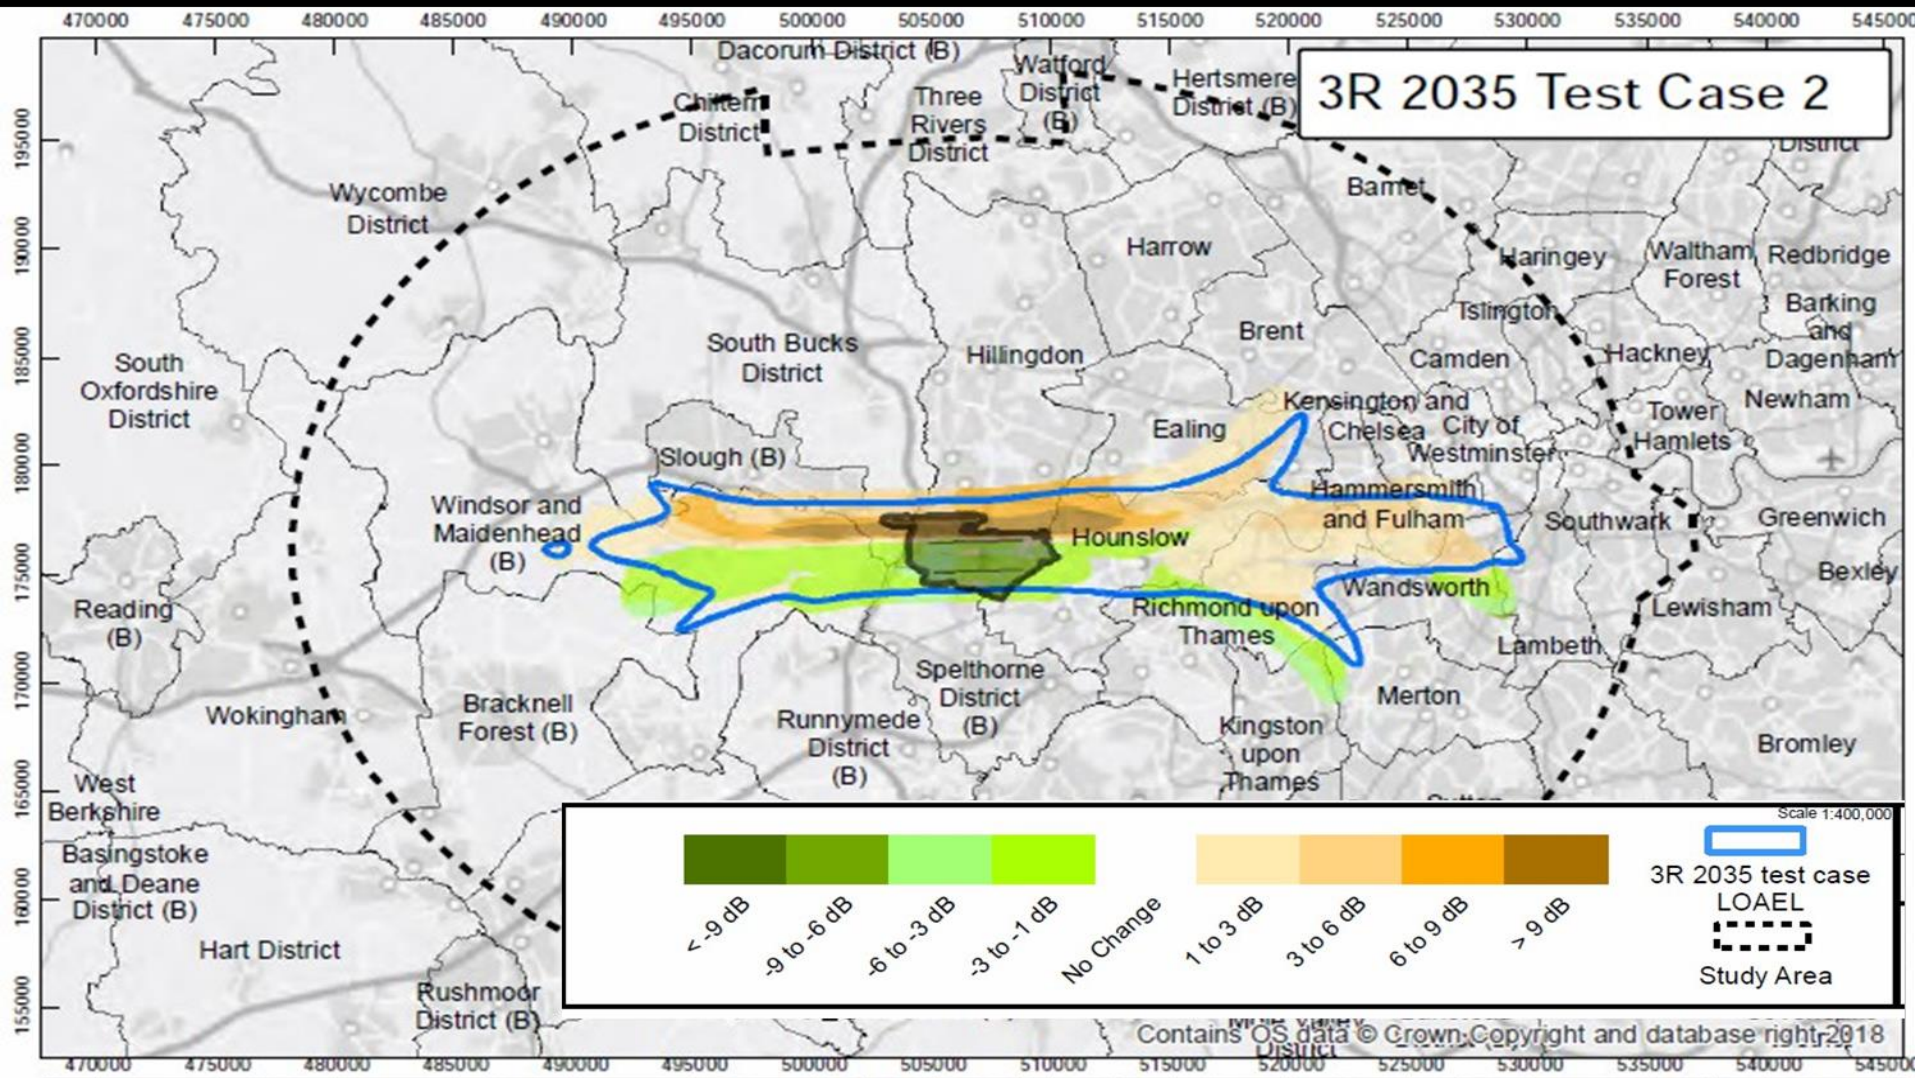 470000 475000 480000 485000 490000 495000 500000 505000 510000 515000 520000 525000 530000 535000 540000 545000
3R 2035 Test Case 2
Dacorum District (B)
Watford
District
(B)
Hertsmere
District (B)
Chiltern
District
Three
Rivers
District
District
195000
Wycombe
District
Barnet
190000
Harrow
Haringey
Waltham
Forest
Redbridge
Islington
Barking
and
Dagenham
185000
South
Oxfordshire
District
South Bucks
District
Hillingdon
Brent
Camden
Hackney
Kensington and
Chelsea
City of
Westminster
Tower
Hamlets
Newham
Ealing
180000
Slough (B)
Windsor and
Maidenhead
(B)
Hounslow
Hammersmith
and Fulham
Southwark
Greenwich
175000
Reading
(B)
Richmond upon
Thames
Wandsworth
Lewisham
Bexley
Lambeth
170000
Wokingham
Bracknell
Forest (B)
Runnymede
District
(B)
Spelthorne
District
(B)
Kingston
upon
Thames
Merton
Bromley
165000
West
Berkshire
Basingstoke
and Deane
District (B)
160000
Hart District
Rushmoor
District (B)
155000
Scale 1:400,000
< -9 dB
-9 to -6 dB
-6 to -3 dB
-3 to -1 dB
No Change
1 to 3 dB
3 to 6 dB
6 to 9 dB
> 9 dB
3R 2035 test case
LOAEL
Study Area
Contains OS data © Crown Copyright and database right 2018
District
470000 475000 480000 485000 490000 495000 500000 505000 510000 515000 520000 525000 530000 535000 540000 545000